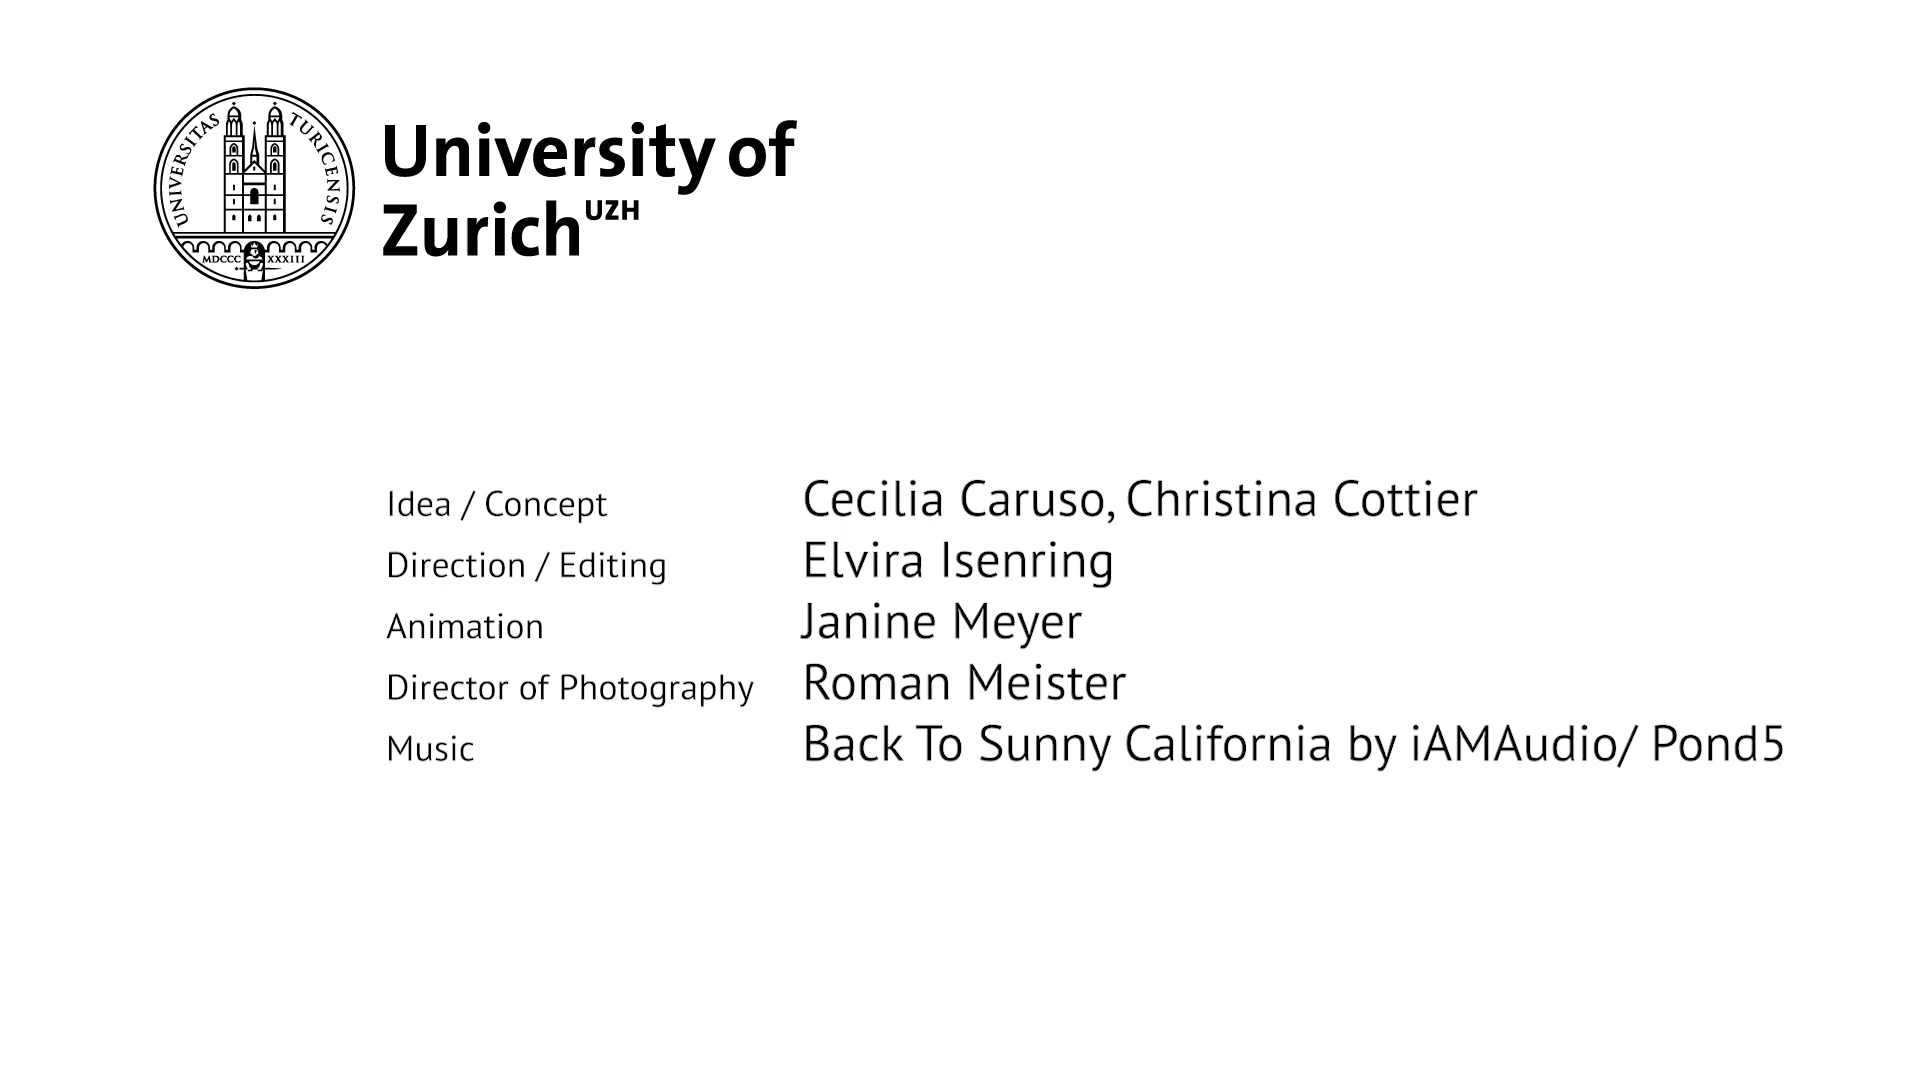 UNIVERSITAS TURICENSIS
MDCCC XXXIII
University of
Zurich UZH
Idea / Concept Cecilia Caruso, Christina Cottier
Direction / Editing Elvira Isenring
Animation Janine Meyer
Director of Photography Roman Meister
Music Back To Sunny California by iAMAudio/ Pond5